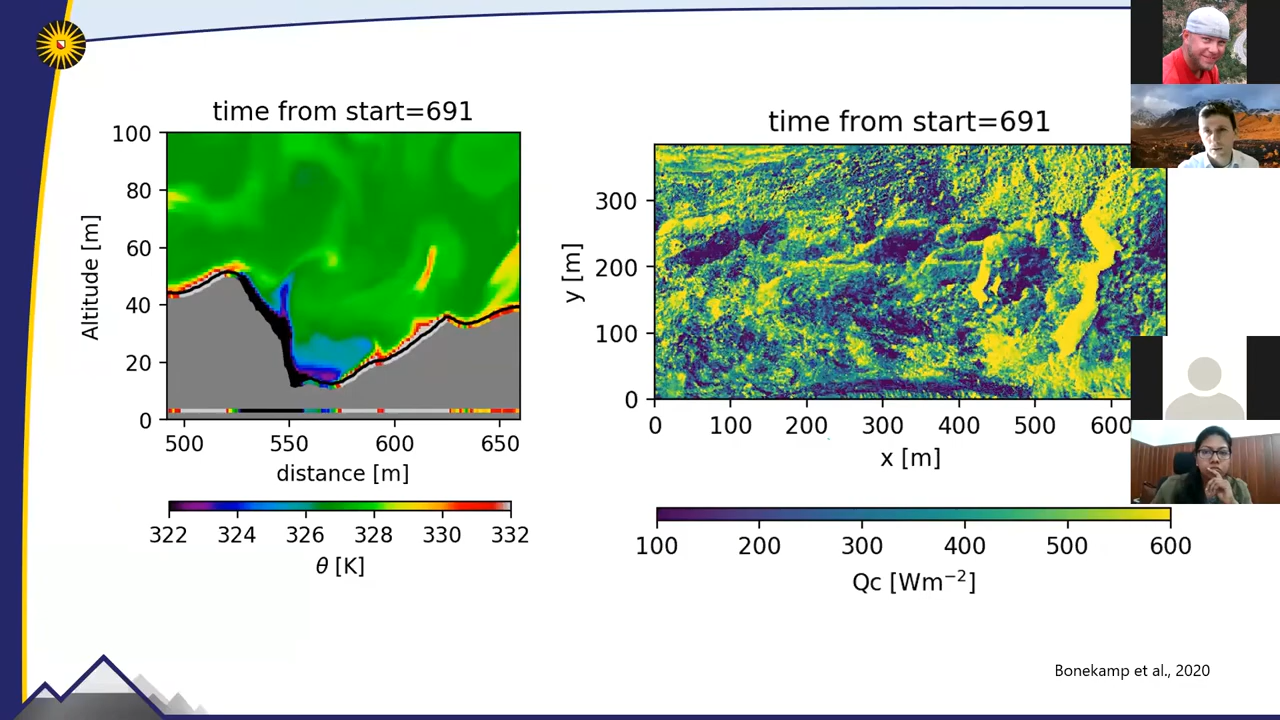 time from start=691
100
80
60
40
20
0
Altitude [m]
500 550 600 650
distance [m]
322 324 326 328 330 332
θ [K]
time from start=691
300
200
100
0
y [m]
0 100 200 300 400 500 600
x [m]
100 200 300 400 500 600
Qc [Wm⁻²]
Bonekamp et al., 2020